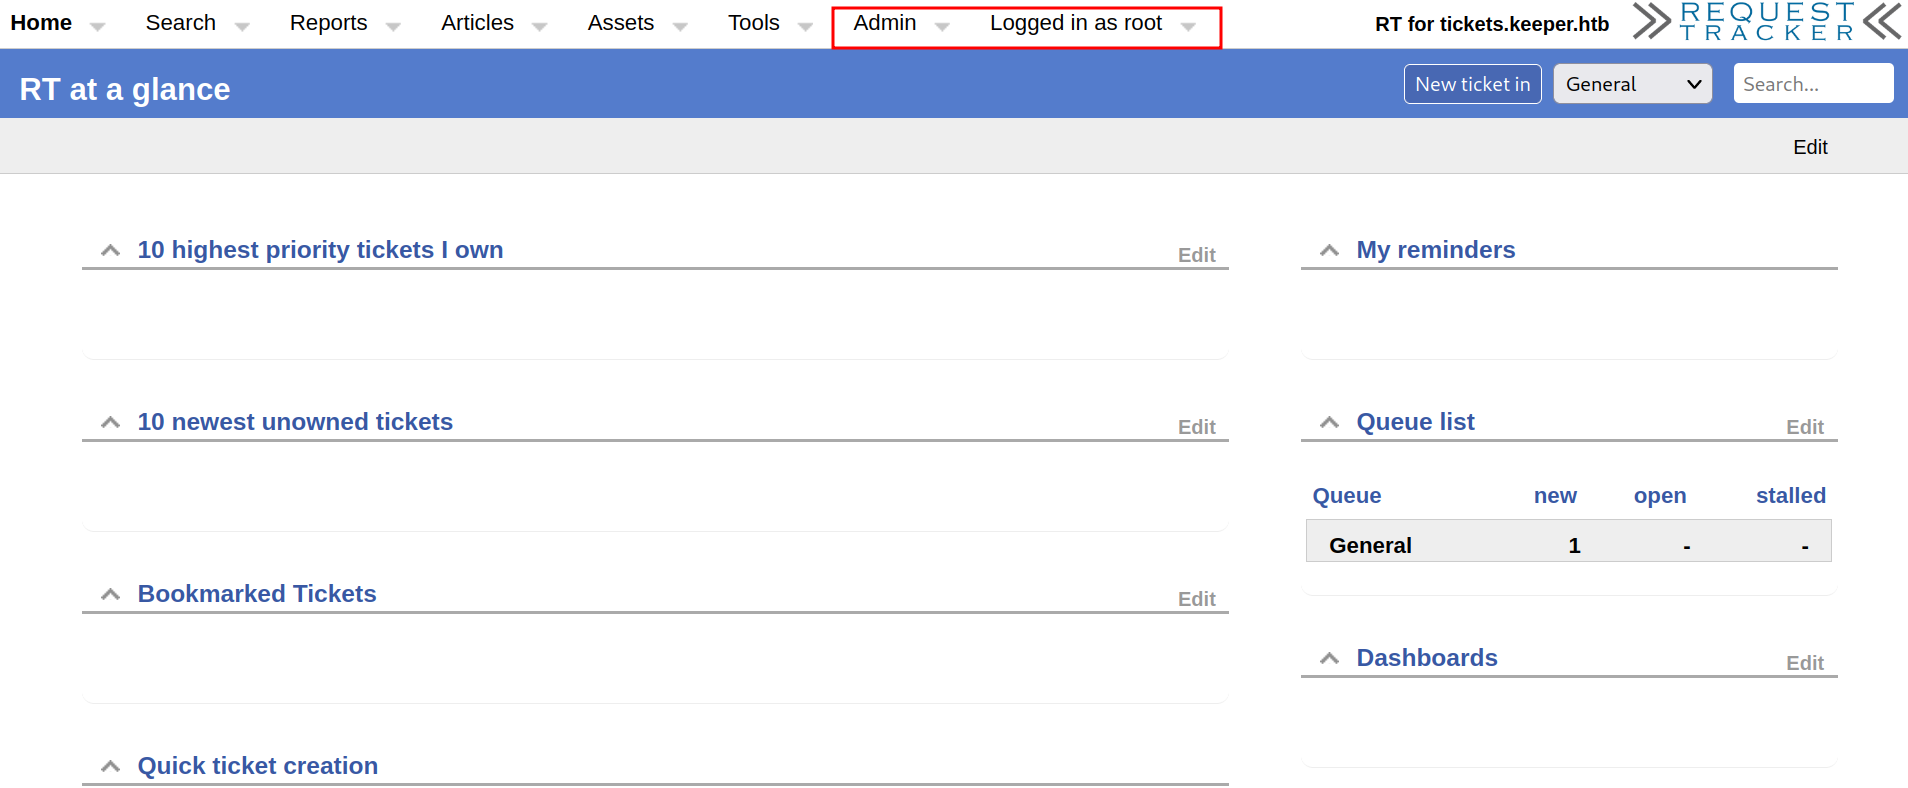 Home Search Reports Articles Assets Tools Admin Logged in as root RT for tickets.keeper.htb REQUEST TRACKER
RT at a glance New ticket in General Search...
Edit
10 highest priority tickets I own Edit
My reminders
10 newest unowned tickets Edit
Queue list Edit
Queue new open stalled
General 1 - -
Bookmarked Tickets Edit
Dashboards Edit
Quick ticket creation